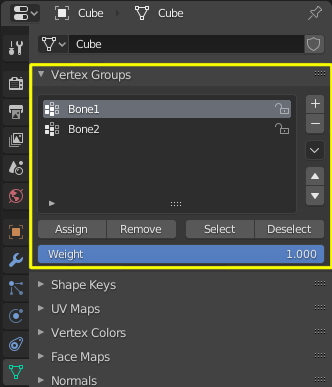 Cube > Cube
Cube
Vertex Groups
Bone1
Bone2
Assign Remove Select Deselect
Weight 1.000
Shape Keys
UV Maps
Vertex Colors
Face Maps
Normals